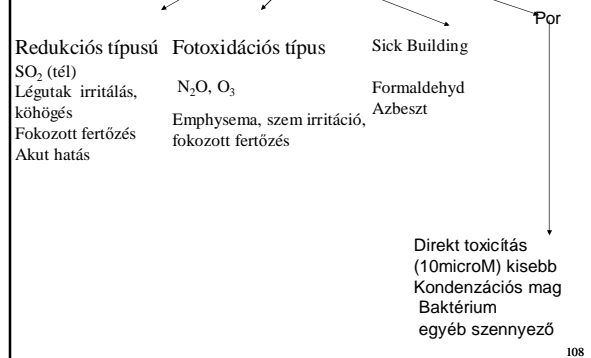 Por
Redukciós típusú
SO₂ (tél)
Légutak irritálás,
köhögés
Fokozott fertőzés
Akut hatás
Fotoxidációs típus
N₂O, O₃
Emphysema, szem irritáció,
fokozott fertőzés
Sick Building
Formaldehyd
Azbeszt
Direkt toxicítás
(10microM) kisebb
Kondenzációs mag
Baktérium
egyéb szennyező
108